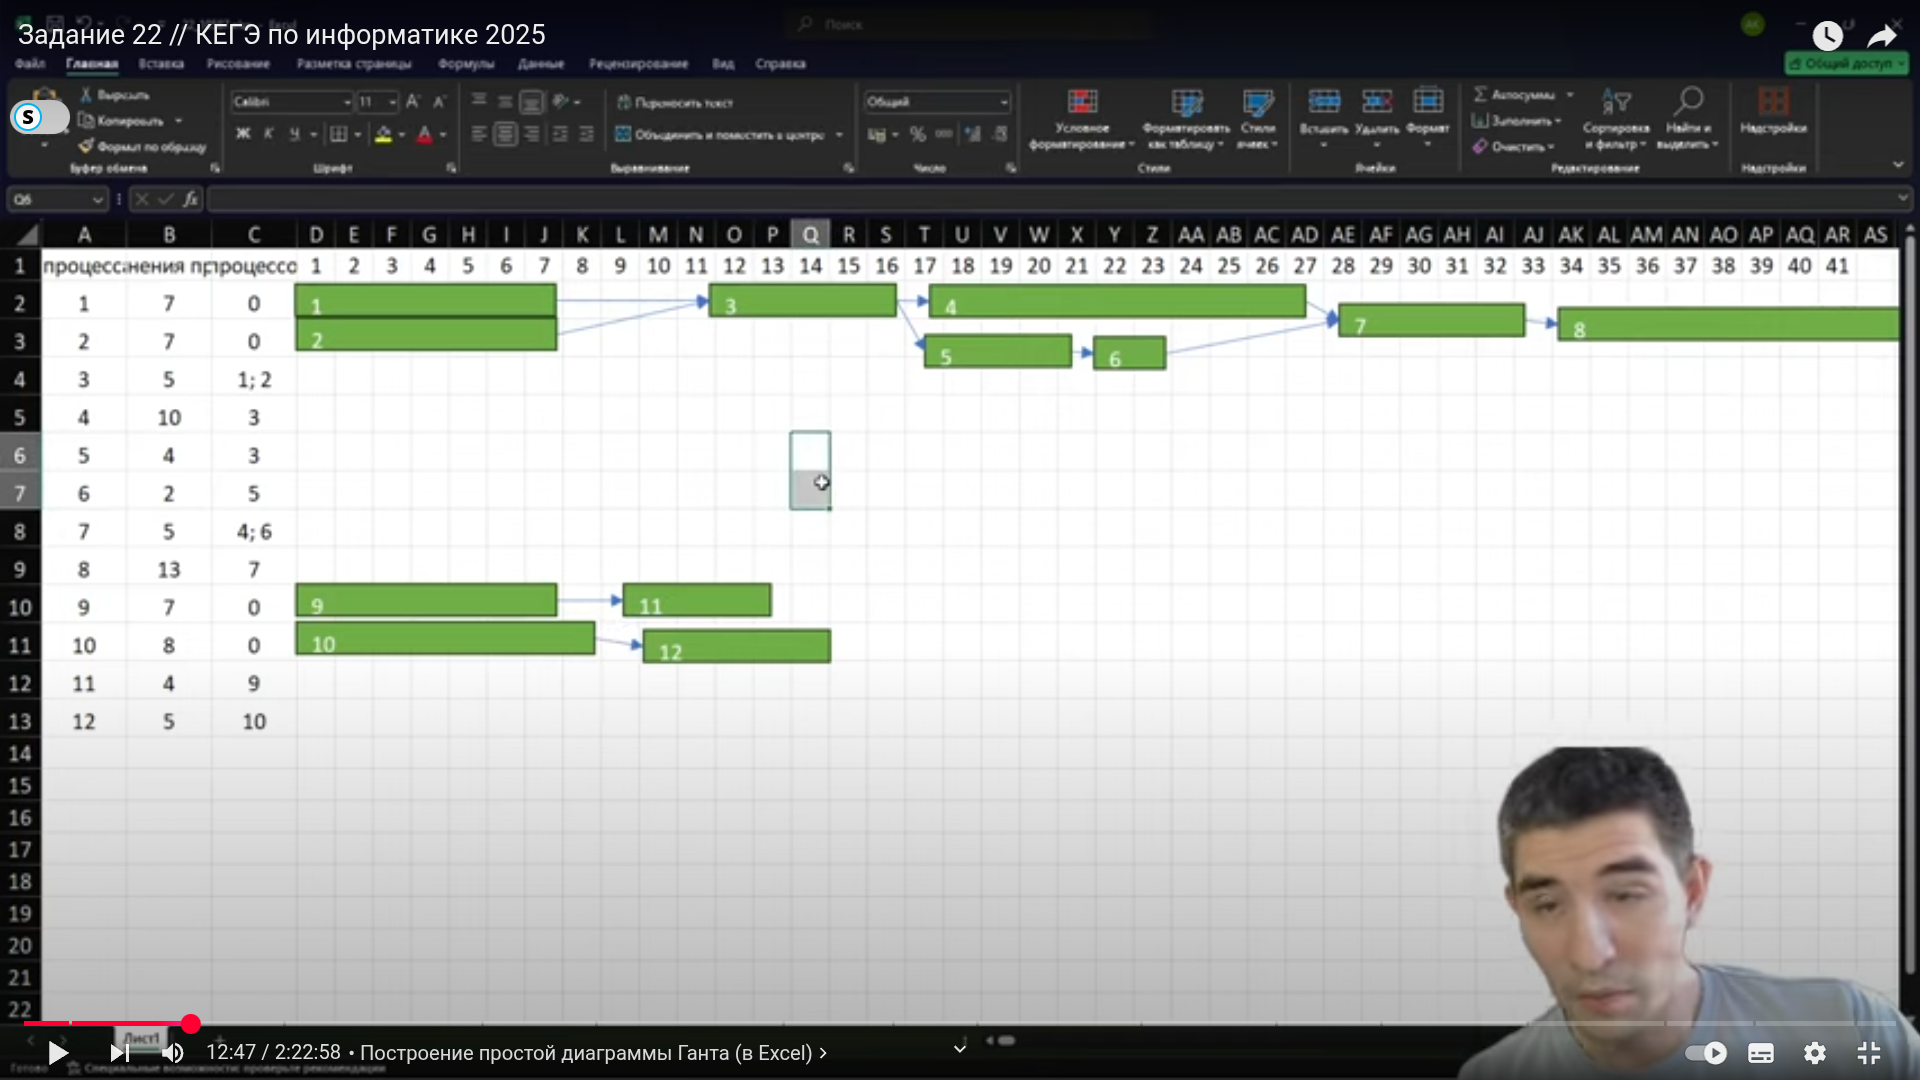 Задание 22 // КЕГЭ по информатике 2025
Поиск
Файл Главная Вставка Рисование Разметка страницы Формулы Данные Рецензирование Вид Справка Общий доступ
S
Вырезать
Копировать
Формат по образцу
Буфер обмена
Calibri 11
Ж К Ч
Шрифт
Переносить текст
Объединить и поместить в центре
Выравнивание
Общий
% 000
Число
Условное форматирование
Форматировать как таблицу
Стили ячеек
Стили
Вставить Удалить Формат
Ячейки
Автосумма
Заполнить
Очистить
Сортировка и фильтр
Найти и выделить
Редактирование
Надстройки
Надстройки
Q6 fx
A B C D E F G H I J K L M N O P Q R S T U V W X Y Z AA AB AC AD AE AF AG AH AI AJ AK AL AM AN AO AP AQ AR AS
1 процесса нения пр процессо 1 2 3 4 5 6 7 8 9 10 11 12 13 14 15 16 17 18 19 20 21 22 23 24 25 26 27 28 29 30 31 32 33 34 35 36 37 38 39 40 41
2 1 7 0 1 3 4 7 8
3 2 7 0 2 5 6
4 3 5 1; 2
5 4 10 3
6 5 4 3
7 6 2 5
8 7 5 4; 6
9 8 13 7
10 9 7 0 9 11
11 10 8 0 10 12
12 11 4 9
13 12 5 10
14
15
16
17
18
19
20
21
22
Лист1
12:47 / 2:22:58 • Построение простой диаграммы Ганта (в Excel)
Готово Специальные возможности: проверьте рекомендации